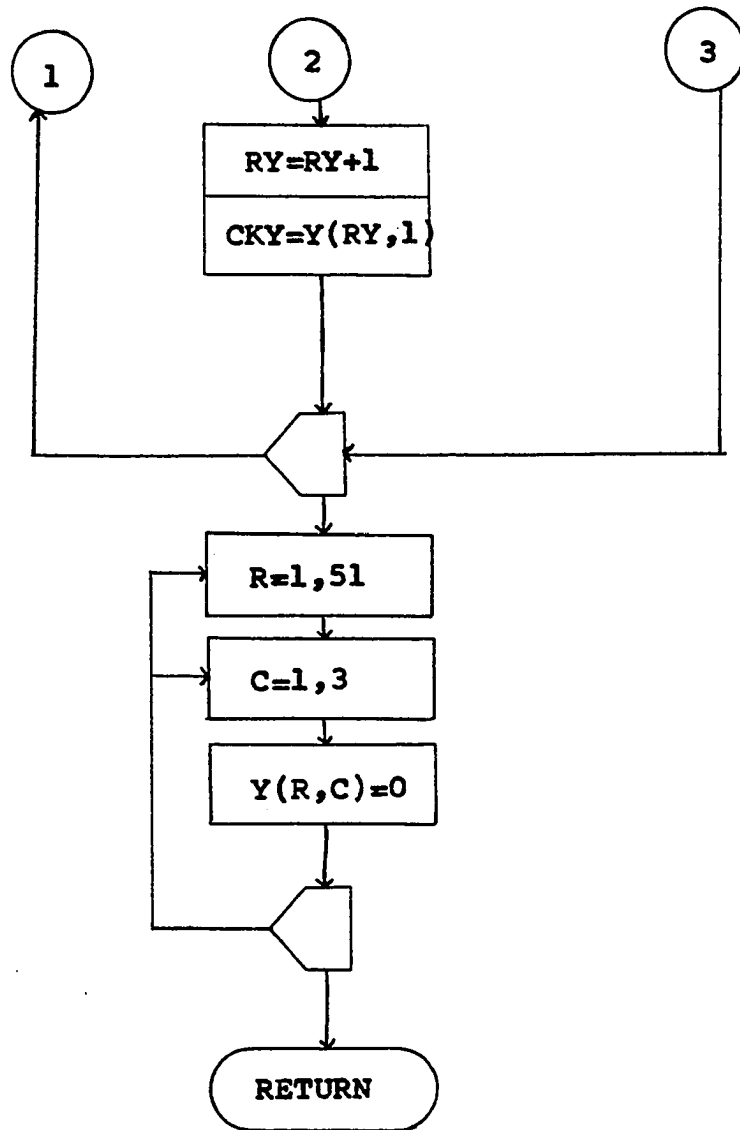 1
2
3
RY=RY+1
CKY=Y(RY,1)
R=1,51
C=1,3
Y(R,C)=0
RETURN